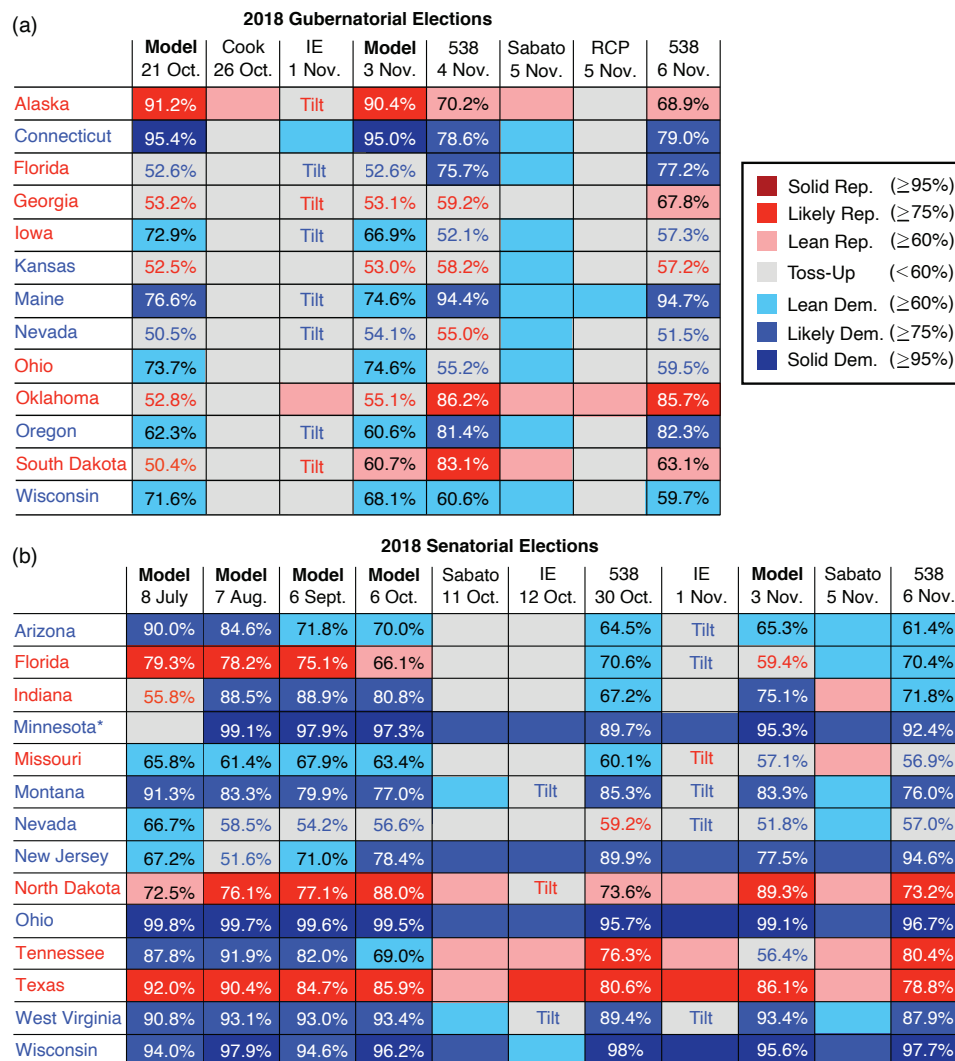 (a)
2018 Gubernatorial Elections
Model Cook IE Model 538 Sabato RCP 538
21 Oct. 26 Oct. 1 Nov. 3 Nov. 4 Nov. 5 Nov. 5 Nov. 6 Nov.
Alaska 91.2% Tilt 90.4% 70.2% 68.9%
Connecticut 95.4% 95.0% 78.6% 79.0%
Florida 52.6% Tilt 52.6% 75.7% 77.2%
Georgia 53.2% Tilt 53.1% 59.2% 67.8%
Iowa 72.9% Tilt 66.9% 52.1% 57.3%
Kansas 52.5% 53.0% 58.2% 57.2%
Maine 76.6% Tilt 74.6% 94.4% 94.7%
Nevada 50.5% Tilt 54.1% 55.0% 51.5%
Ohio 73.7% 74.6% 55.2% 59.5%
Oklahoma 52.8% 55.1% 86.2% 85.7%
Oregon 62.3% Tilt 60.6% 81.4% 82.3%
South Dakota 50.4% Tilt 60.7% 83.1% 63.1%
Wisconsin 71.6% 68.1% 60.6% 59.7%
Solid Rep. (≥95%)
Likely Rep. (≥75%)
Lean Rep. (≥60%)
Toss-Up (<60%)
Lean Dem. (≥60%)
Likely Dem. (≥75%)
Solid Dem. (≥95%)
(b)
2018 Senatorial Elections
Model Model Model Model Sabato IE 538 IE Model Sabato 538
8 July 7 Aug. 6 Sept. 6 Oct. 11 Oct. 12 Oct. 30 Oct. 1 Nov. 3 Nov. 5 Nov. 6 Nov.
Arizona 90.0% 84.6% 71.8% 70.0% 64.5% Tilt 65.3% 61.4%
Florida 79.3% 78.2% 75.1% 66.1% 70.6% Tilt 59.4% 70.4%
Indiana 55.8% 88.5% 88.9% 80.8% 67.2% 75.1% 71.8%
Minnesota* 99.1% 97.9% 97.3% 89.7% 95.3% 92.4%
Missouri 65.8% 61.4% 67.9% 63.4% 60.1% Tilt 57.1% 56.9%
Montana 91.3% 83.3% 79.9% 77.0% Tilt 85.3% Tilt 83.3% 76.0%
Nevada 66.7% 58.5% 54.2% 56.6% 59.2% Tilt 51.8% 57.0%
New Jersey 67.2% 51.6% 71.0% 78.4% 89.9% 77.5% 94.6%
North Dakota 72.5% 76.1% 77.1% 88.0% Tilt 73.6% 89.3% 73.2%
Ohio 99.8% 99.7% 99.6% 99.5% 95.7% 99.1% 96.7%
Tennessee 87.8% 91.9% 82.0% 69.0% 76.3% 56.4% 80.4%
Texas 92.0% 90.4% 84.7% 85.9% 80.6% 86.1% 78.8%
West Virginia 90.8% 93.1% 93.0% 93.4% Tilt 89.4% Tilt 93.4% 87.9%
Wisconsin 94.0% 97.9% 94.6% 96.2% 98% 95.6% 97.7%